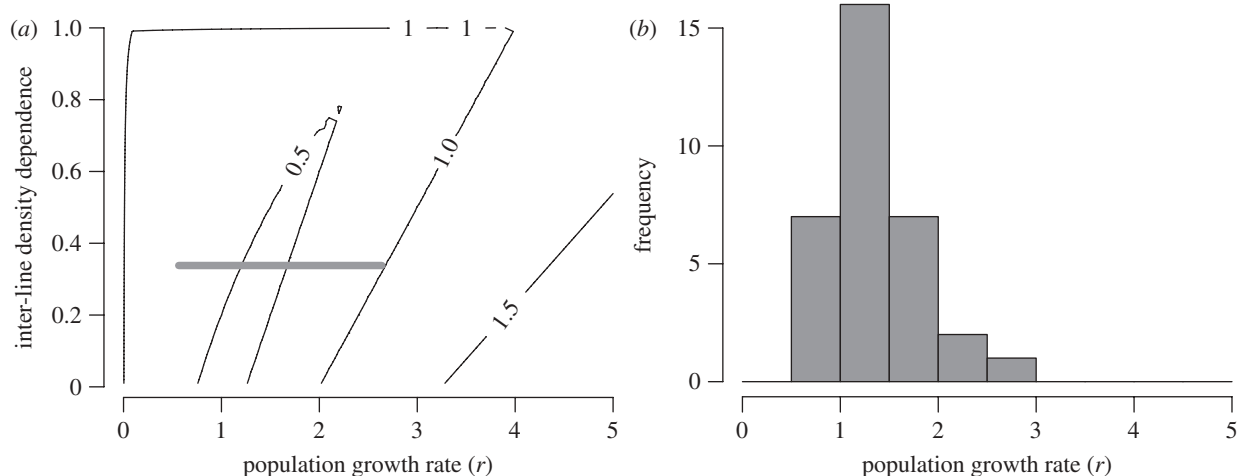 (a)
inter-line density dependence
1.0
0.8
0.6
0.4
0.2
0
1 1
0.5
1.0
1.5
0 1 2 3 4 5
population growth rate (r)
(b)
frequency
15
10
5
0
0 1 2 3 4 5
population growth rate (r)